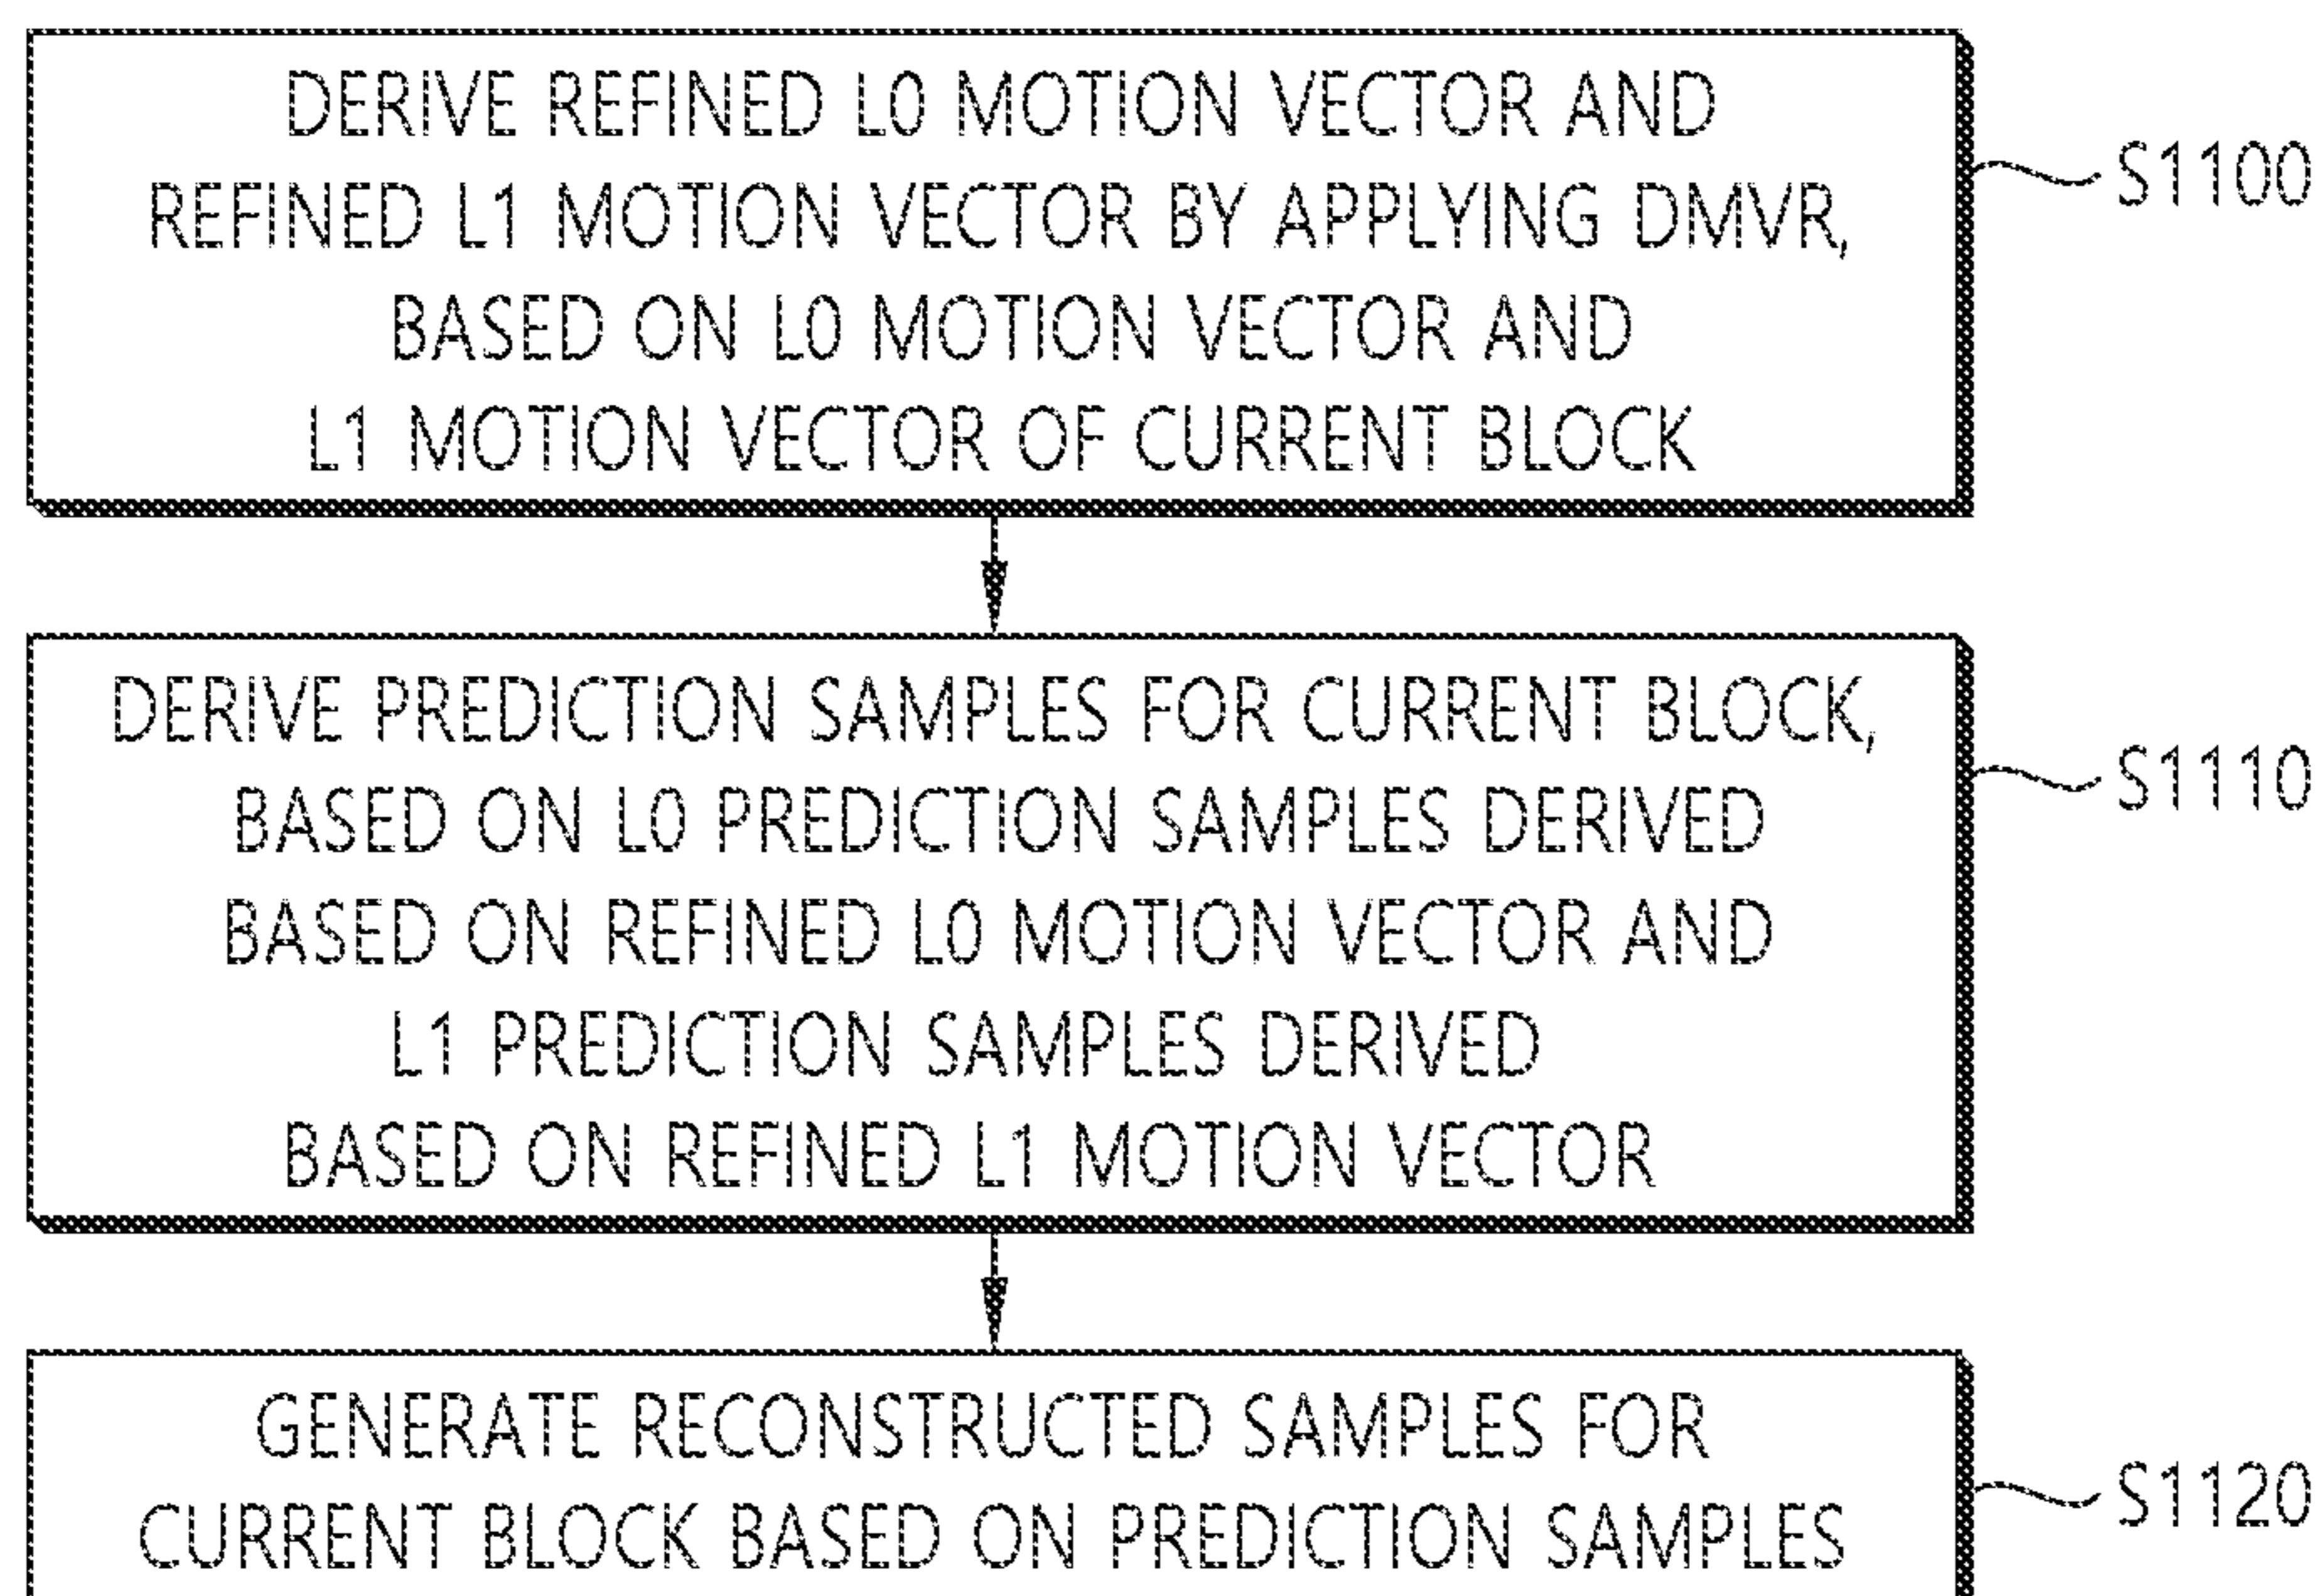 DERIVE REFINED L0 MOTION VECTOR AND
REFINED L1 MOTION VECTOR BY APPLYING DMVR,
BASED ON L0 MOTION VECTOR AND
L1 MOTION VECTOR OF CURRENT BLOCK
S1100
DERIVE PREDICTION SAMPLES FOR CURRENT BLOCK,
BASED ON L0 PREDICTION SAMPLES DERIVED
BASED ON REFINED L0 MOTION VECTOR AND
L1 PREDICTION SAMPLES DERIVED
BASED ON REFINED L1 MOTION VECTOR
S1110
GENERATE RECONSTRUCTED SAMPLES FOR
CURRENT BLOCK BASED ON PREDICTION SAMPLES
S1120